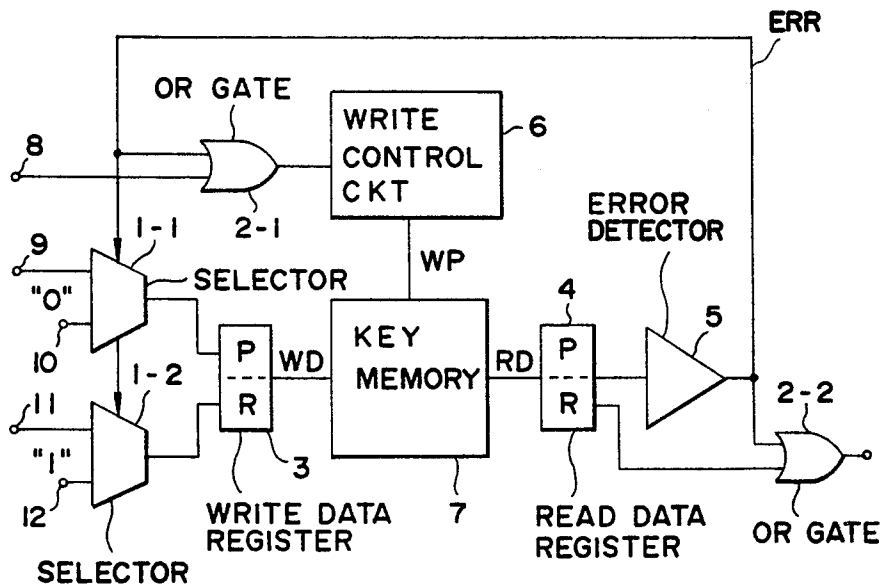 ERR
OR GATE
WRITE
CONTROL
CKT
6
8
2-1
ERROR
DETECTOR
1-1
9
SELECTOR
WP
"0"
10
4
5
P
R
WD
KEY
MEMORY
RD
P
R
1-2
11
2-2
"1"
12
3
7
WRITE DATA
REGISTER
READ DATA
REGISTER
OR GATE
SELECTOR